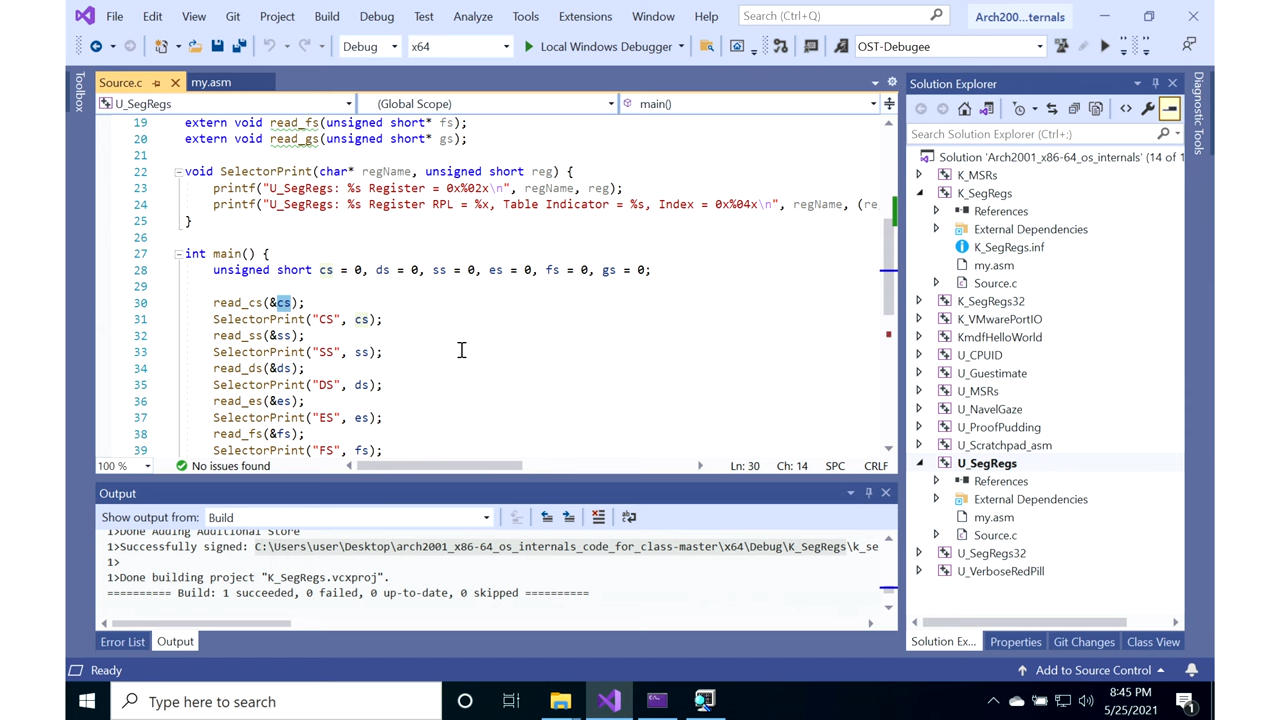 File Edit View Git Project Build Debug Test Analyze Tools Extensions Window Help Search (Ctrl+Q) Arch200...ternals
Debug x64 Local Windows Debugger OST-Debugee
Source.c my.asm
U_SegRegs (Global Scope) main()
Toolbox
19 extern void read_fs(unsigned short* fs);
20 extern void read_gs(unsigned short* gs);
21
22 void SelectorPrint(char* regName, unsigned short reg) {
23 printf("U_SegRegs: %s Register = 0x%02x\n", regName, reg);
24 printf("U_SegRegs: %s Register RPL = %x, Table Indicator = %s, Index = 0x%04x\n", regName, (re
25 }
26
27 int main() {
28 unsigned short cs = 0, ds = 0, ss = 0, es = 0, fs = 0, gs = 0;
29
30 read_cs(&cs);
31 SelectorPrint("CS", cs);
32 read_ss(&ss);
33 SelectorPrint("SS", ss);
34 read_ds(&ds);
35 SelectorPrint("DS", ds);
36 read_es(&es);
37 SelectorPrint("ES", es);
38 read_fs(&fs);
39 SelectorPrint("FS", fs);
100 % No issues found Ln: 30 Ch: 14 SPC CRLF
Output
Show output from: Build
1>Done Adding Additional Store
1>Successfully signed: C:\Users\user\Desktop\arch2001_x86-64_os_internals_code_for_class-master\x64\Debug\K_SegRegs\k_se
1>
1>Done building project "K_SegRegs.vcxproj".
========== Build: 1 succeeded, 0 failed, 0 up-to-date, 0 skipped ==========
Error List Output
Solution Explorer
Search Solution Explorer (Ctrl+;)
Solution 'Arch2001_x86-64_os_internals' (14 of 1
K_MSRs
K_SegRegs
References
External Dependencies
K_SegRegs.inf
my.asm
Source.c
K_SegRegs32
K_VMwarePortIO
KmdfHelloWorld
U_CPUID
U_Guestimate
U_MSRs
U_NavelGaze
U_ProofPudding
U_Scratchpad_asm
U_SegRegs
References
External Dependencies
my.asm
Source.c
U_SegRegs32
U_VerboseRedPill
Solution Ex... Properties Git Changes Class View
Diagnostic Tools
Ready Add to Source Control
Type here to search
8:45 PM
5/25/2021
1